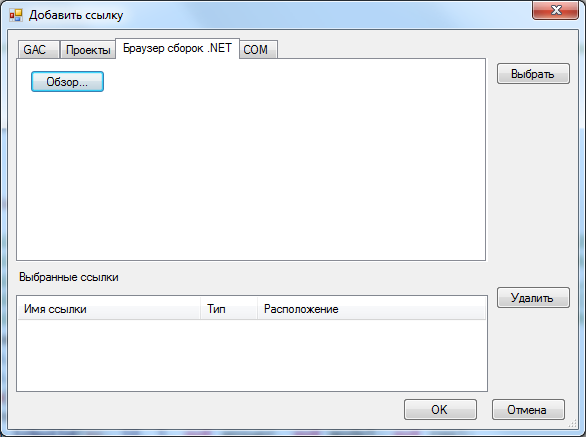 Добавить ссылку
GAC Проекты Браузер сборок .NET COM
Обзор...
Выбрать
Выбранные ссылки
Удалить
Имя ссылки Тип Расположение
OK Отмена